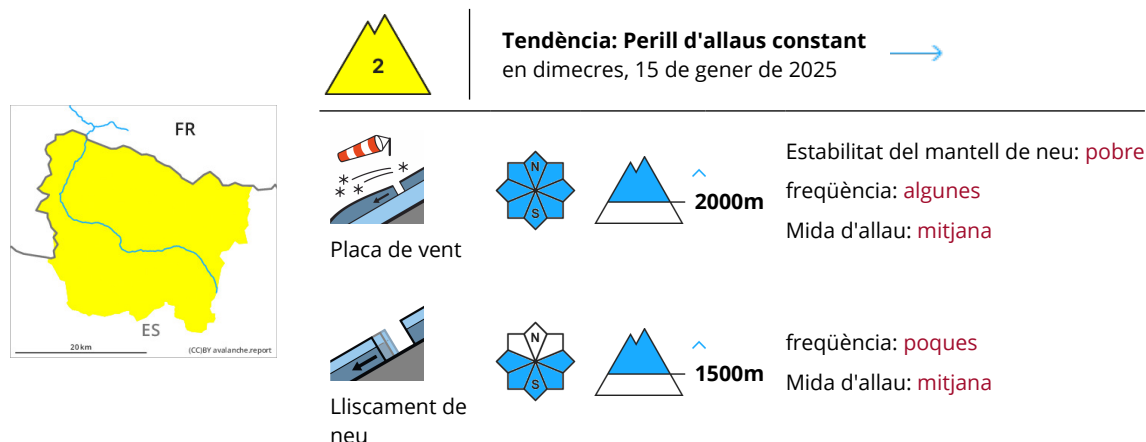 2
Tendència: Perill d'allaus constant
en dimecres, 15 de gener de 2025
FR
ES
20 km
(CC)BY avalanche.report
N
S
2000m
Placa de vent
Estabilitat del mantell de neu: pobre
freqüència: algunes
Mida d'allau: mitjana
N
S
1500m
Lliscament de
neu
freqüència: poques
Mida d'allau: mitjana